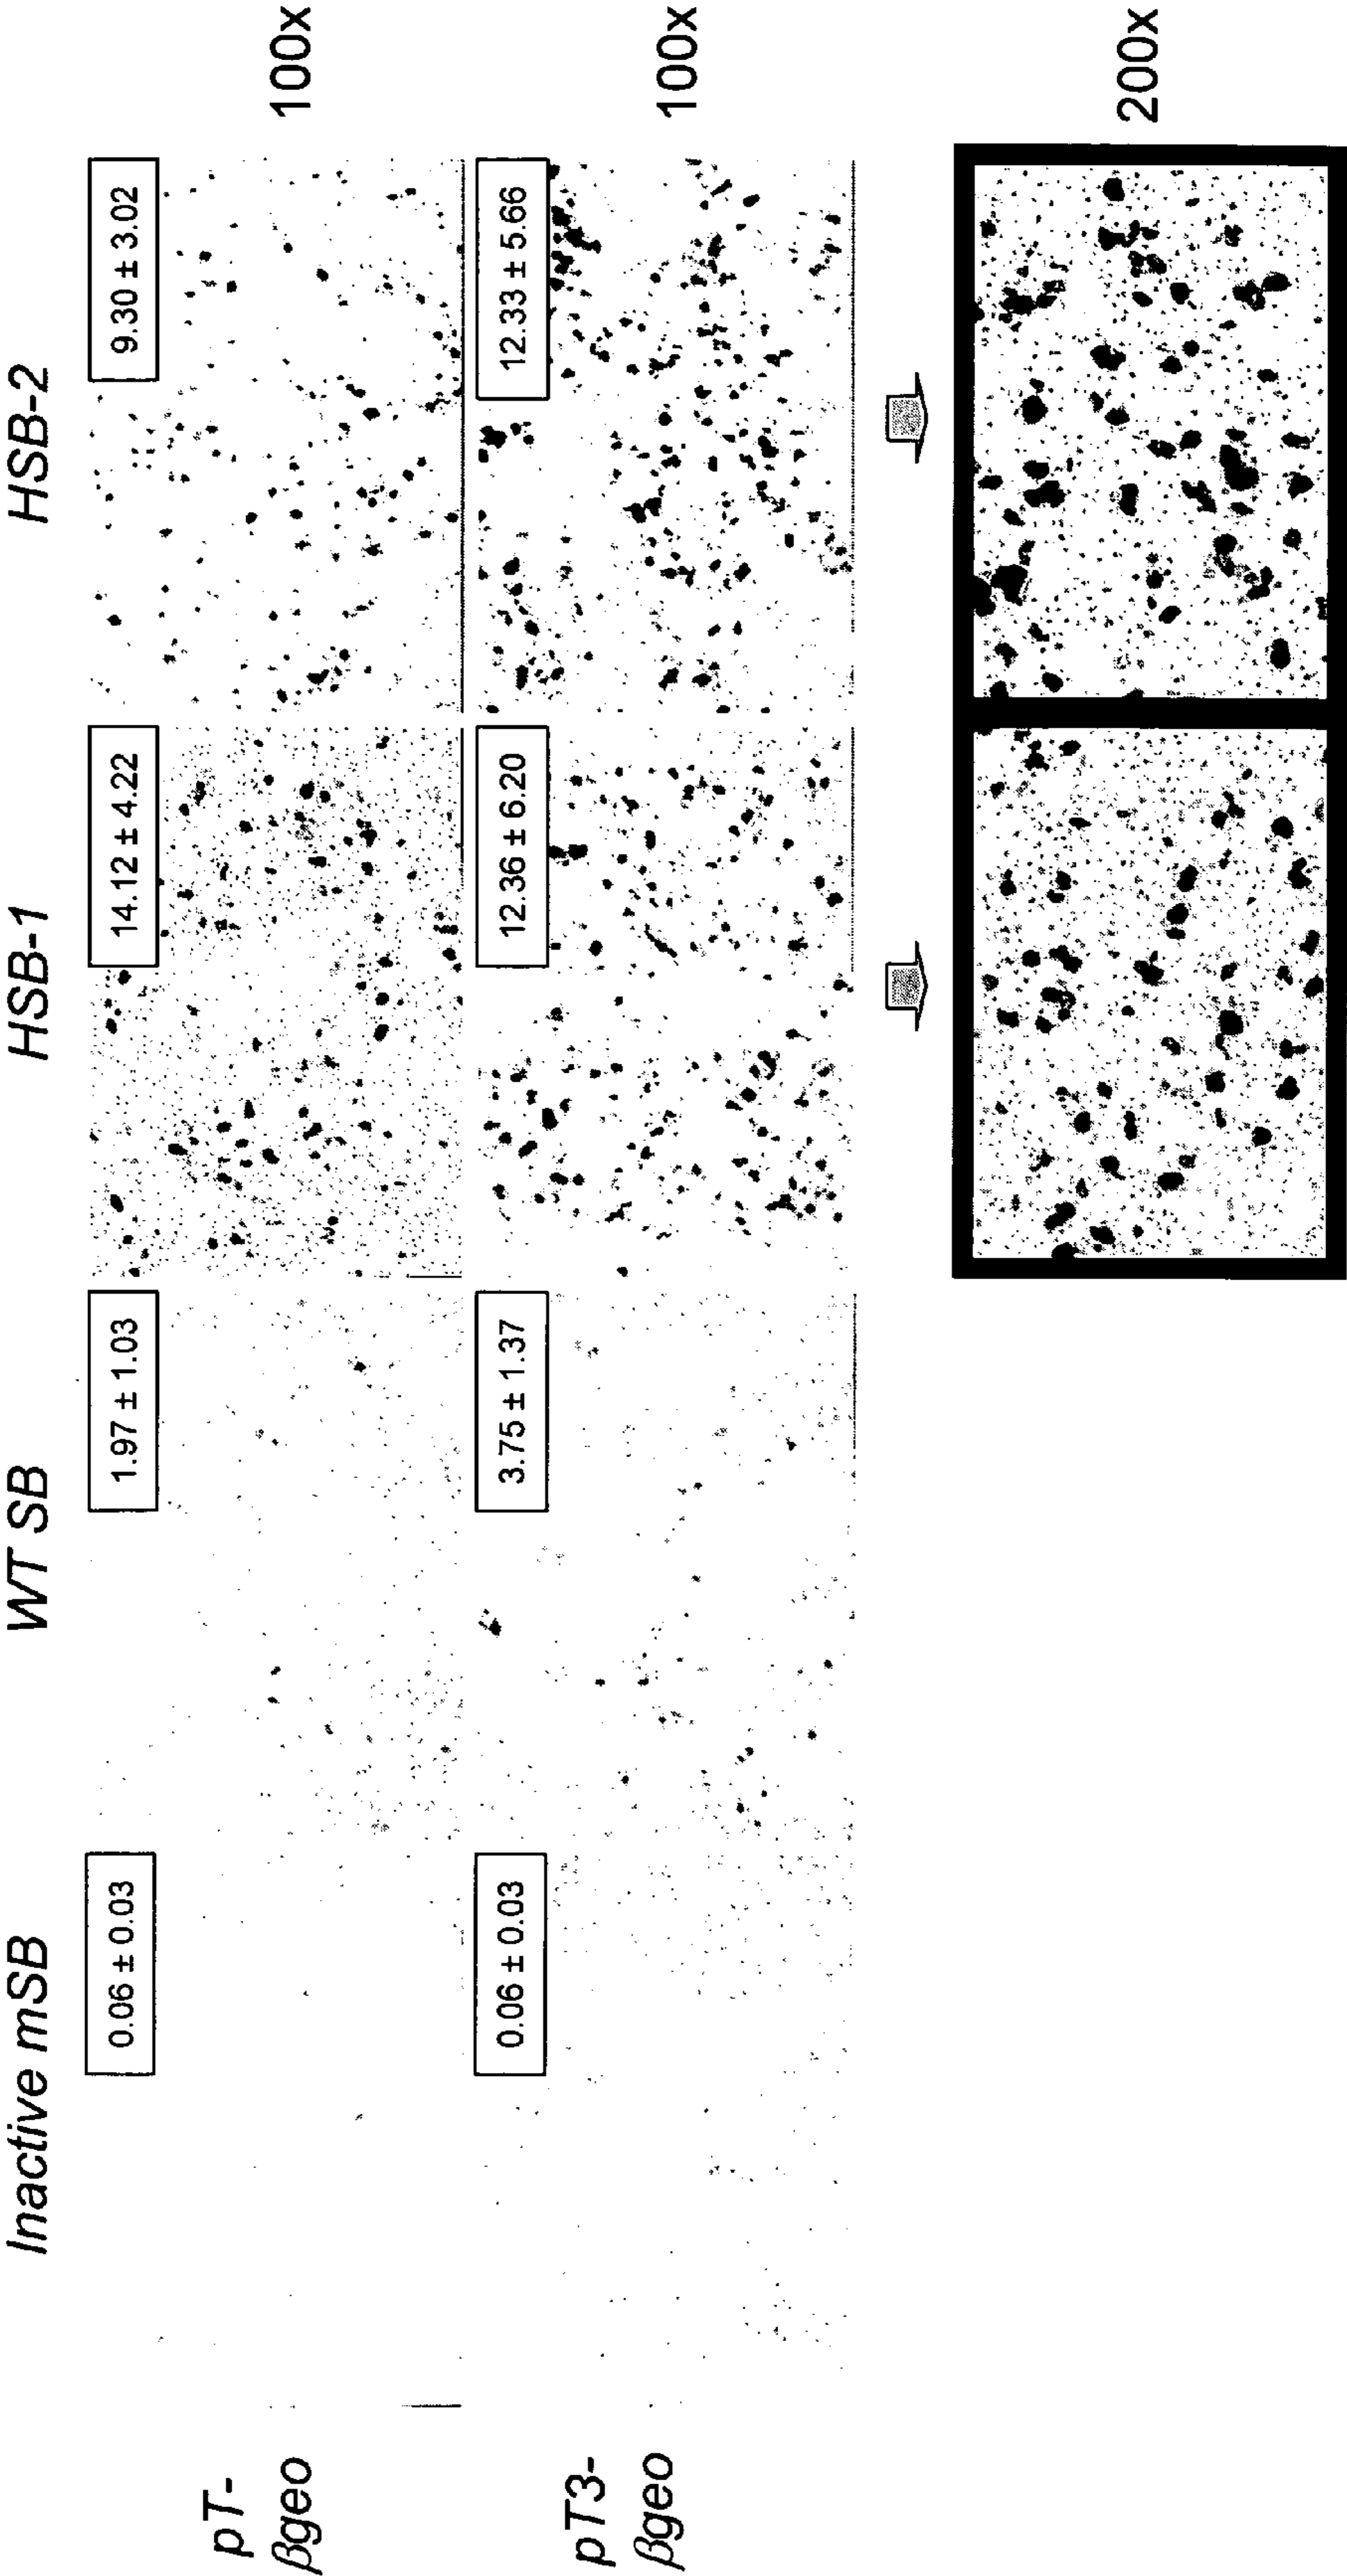 Inactive mSB
WT SB
HSB-1
HSB-2
pT-
βgeo
0.06 ± 0.03
1.97 ± 1.03
14.12 ± 4.22
9.30 ± 3.02
100x
pT3-
βgeo
0.06 ± 0.03
3.75 ± 1.37
12.36 ± 6.20
12.33 ± 5.66
100x
200x